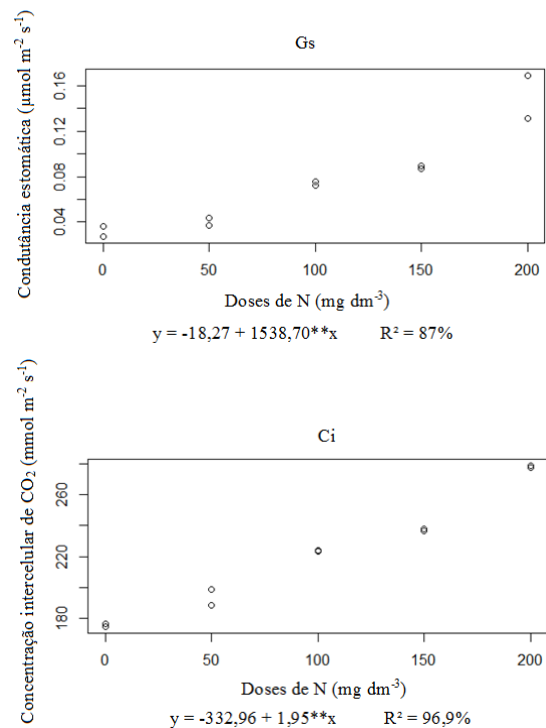 Gs
Condutância estomática (µmol m⁻² s⁻¹)
0.16
0.12
0.08
0.04
0 50 100 150 200
Doses de N (mg dm⁻³)
y = -18,27 + 1538,70**x R² = 87%
Ci
Concentração intercelular de CO₂ (mmol m⁻² s⁻¹)
260
220
180
0 50 100 150 200
Doses de N (mg dm⁻³)
y = -332,96 + 1,95**x R² = 96,9%